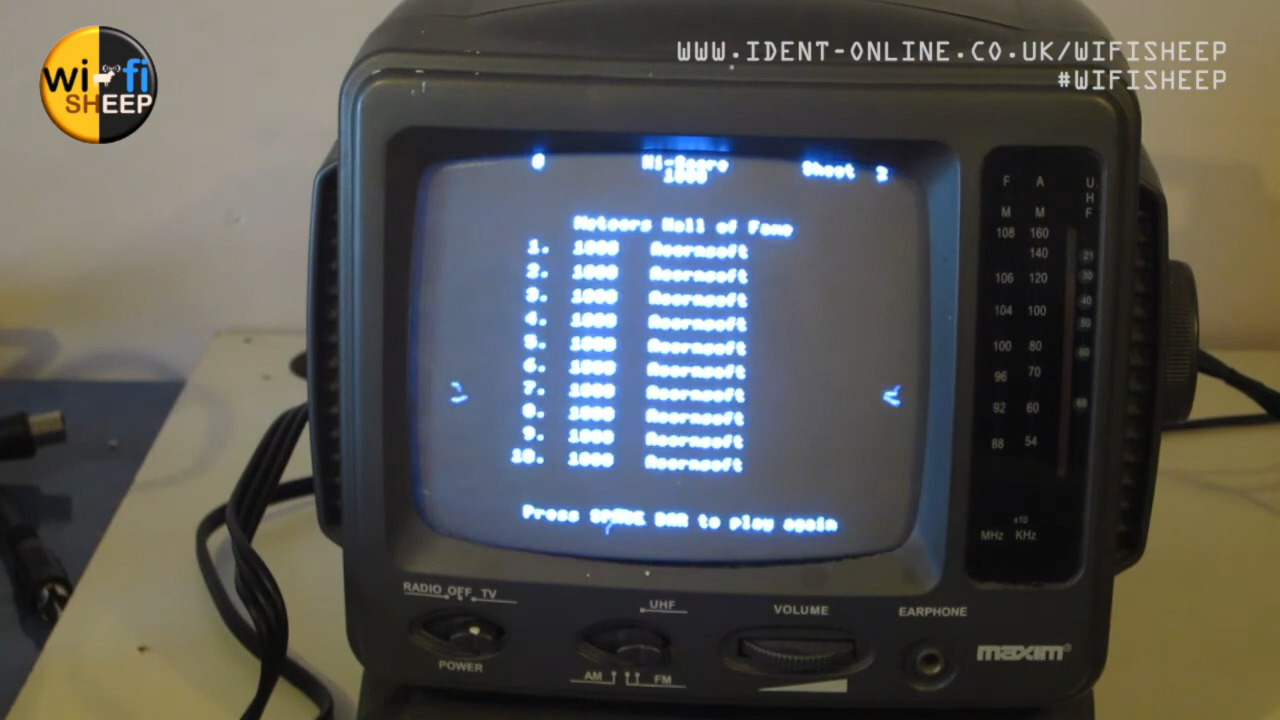 wi-fi
SHEEP
WWW.IDENT-ONLINE.CO.UK/WIFISHEEP
#WIFISHEEP
0 Hi-Score Sheet 3
1000
Meteors Hall of Fame
1. 1000 Acornsoft
2. 1000 Acornsoft
3. 1000 Acornsoft
4. 1000 Acornsoft
5. 1000 Acornsoft
6. 1000 Acornsoft
7. 1000 Acornsoft
8. 1000 Acornsoft
9. 1000 Acornsoft
10. 1000 Acornsoft
Press SPACE BAR to play again
F A U
H
M M F
108 160
140 21
106 120 30
104 100 40
50
100 80 60
96 70
92 60 69
88 54
x10
MHz KHz
RADIO OFF TV
POWER
UHF
AM FM
VOLUME
EARPHONE
maxim®